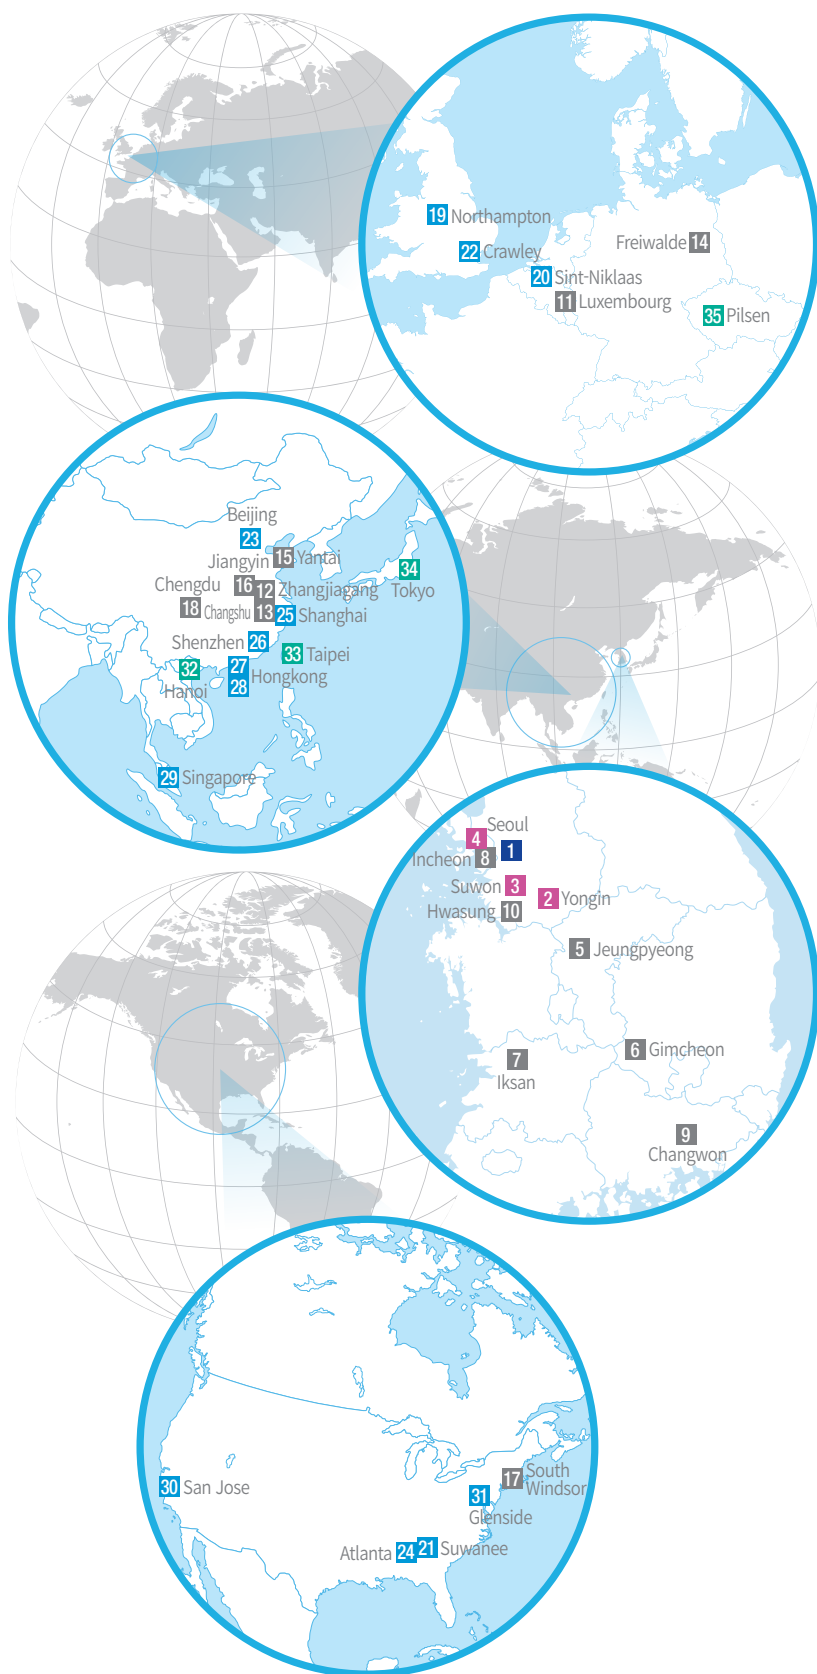 19 Northampton
Freiwalde 14
22 Crawley
20 Sint-Niklaas
11 Luxembourg
35 Pilsen
Beijing
23
Jiangyin 15 Yantai
34
Tokyo
Chengdu 16 12 Zhangjiagang
18 Changshu 13 25 Shanghai
Shenzhen 26
33 Taipei
32
Hanoi
27
28
Hongkong
29 Singapore
Seoul
4
1
Incheon 8
Suwon 3
2 Yongin
Hwasung 10
5 Jeungpyeong
6 Gimcheon
7
Iksan
9
Changwon
17 South
Windsor
30 San Jose
31
Glenside
Atlanta 24 21 Suwanee